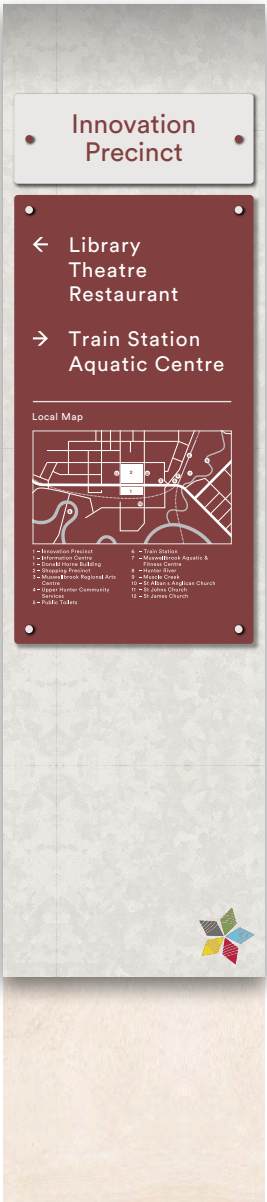 Innovation
Precinct
← Library
Theatre
Restaurant
→ Train Station
Aquatic Centre
Local Map
2
1
1 – Innovation Precinct
1 – Information Centre
1 – Donald Horne Building
2 – Shopping Precinct
3 – Muswellbrook Regional Arts
Centre
4 – Upper Hunter Community
Services
5 – Public Toilets
6 – Train Station
7 – Muswellbrook Aquatic &
Fitness Centre
8 – Hunter River
9 – Muscle Creek
10 – St Alban's Anglican Church
11 – St Johns Church
12 – St James Church